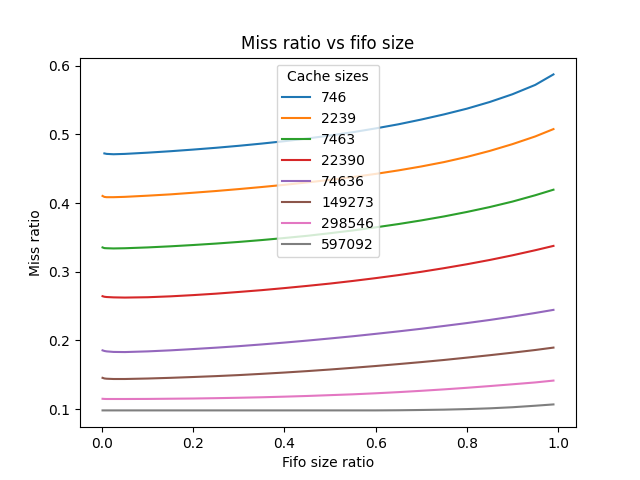 Miss ratio vs fifo size
Cache sizes
746
2239
7463
22390
74636
149273
298546
597092
0.6
0.5
0.4
0.3
0.2
0.1
Miss ratio
0.0 0.2 0.4 0.6 0.8 1.0
Fifo size ratio